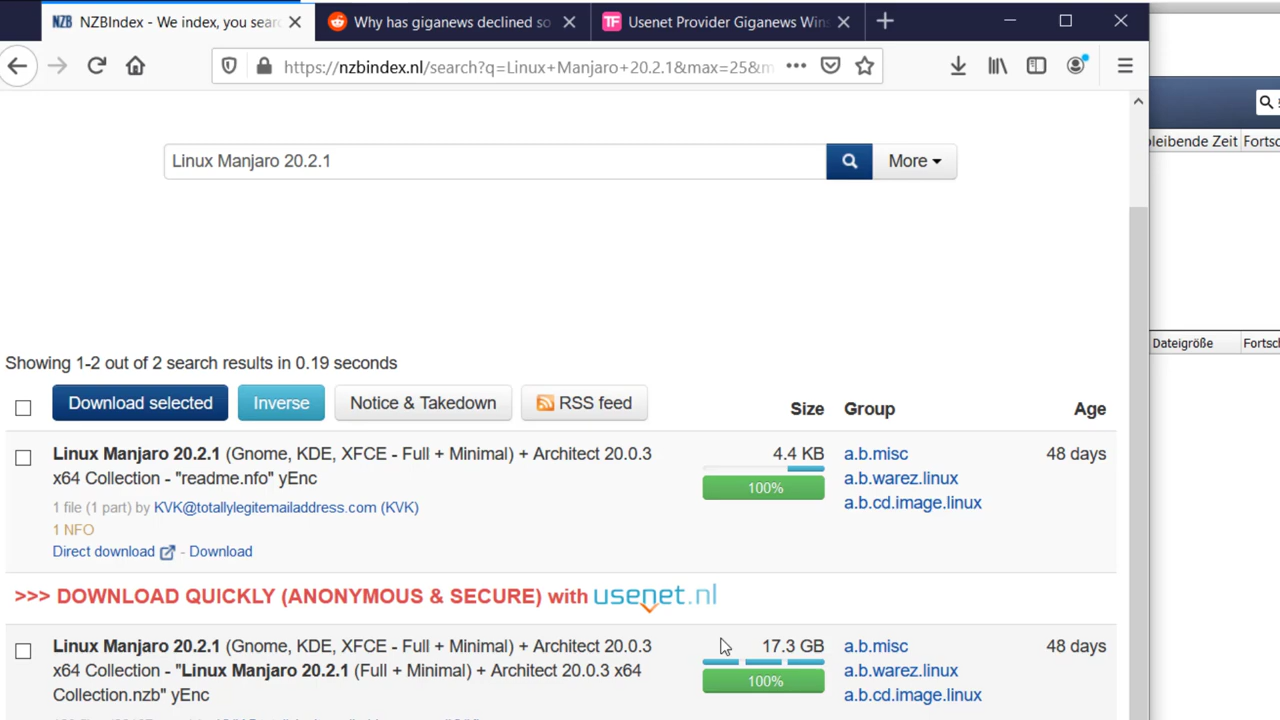 NZB NZBIndex - We index, you sear
Why has giganews declined so
TF Usenet Provider Giganews Wins
https://nzbindex.nl/search?q=Linux+Manjaro+20.2.1&max=25&m
Linux Manjaro 20.2.1
More
bleibende Zeit Fortsc
Dateigröße Fortsch
Showing 1-2 out of 2 search results in 0.19 seconds
Download selected Inverse Notice & Takedown RSS feed
Size Group Age
Linux Manjaro 20.2.1 (Gnome, KDE, XFCE - Full + Minimal) + Architect 20.0.3
x64 Collection - "readme.nfo" yEnc
1 file (1 part) by KVK@totallylegitemailaddress.com (KVK)
1 NFO
Direct download - Download
4.4 KB
100%
a.b.misc
a.b.warez.linux
a.b.cd.image.linux
48 days
>>> DOWNLOAD QUICKLY (ANONYMOUS & SECURE) with usenet.nl
Linux Manjaro 20.2.1 (Gnome, KDE, XFCE - Full + Minimal) + Architect 20.0.3
x64 Collection - "Linux Manjaro 20.2.1 (Full + Minimal) + Architect 20.0.3 x64
Collection.nzb" yEnc
17.3 GB
100%
a.b.misc
a.b.warez.linux
a.b.cd.image.linux
48 days